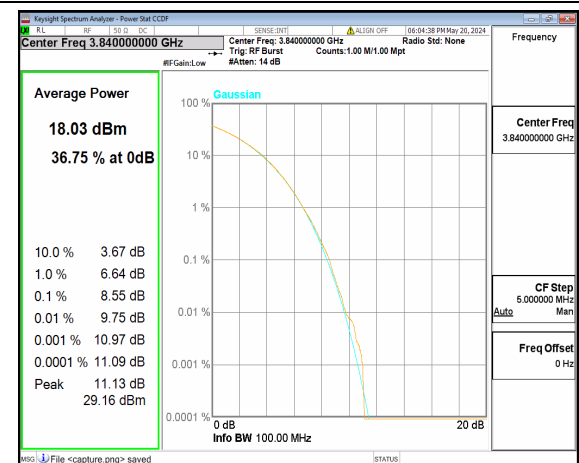 Keysight Spectrum Analyzer - Power Stat CCDF
RL RF 50 Ω DC SENSE:INT ALIGN OFF 06:04:38 PM May 20, 2024
Center Freq 3.840000000 GHz
Center Freq: 3.840000000 GHz Radio Std: None
Trig: RF Burst Counts:1.00 M/1.00 Mpt
#IFGain:Low #Atten: 14 dB
Frequency
Average Power
18.03 dBm
36.75 % at 0dB
10.0 % 3.67 dB
1.0 % 6.64 dB
0.1 % 8.55 dB
0.01 % 9.75 dB
0.001 % 10.97 dB
0.0001 % 11.09 dB
Peak 11.13 dB
29.16 dBm
Gaussian
100 %
10 %
1 %
0.1 %
0.01 %
0.001 %
0.0001 %
0 dB 20 dB
Info BW 100.00 MHz
Center Freq
3.840000000 GHz
CF Step
5.000000 MHz
Auto Man
Freq Offset
0 Hz
MSG File <capture.png> saved STATUS